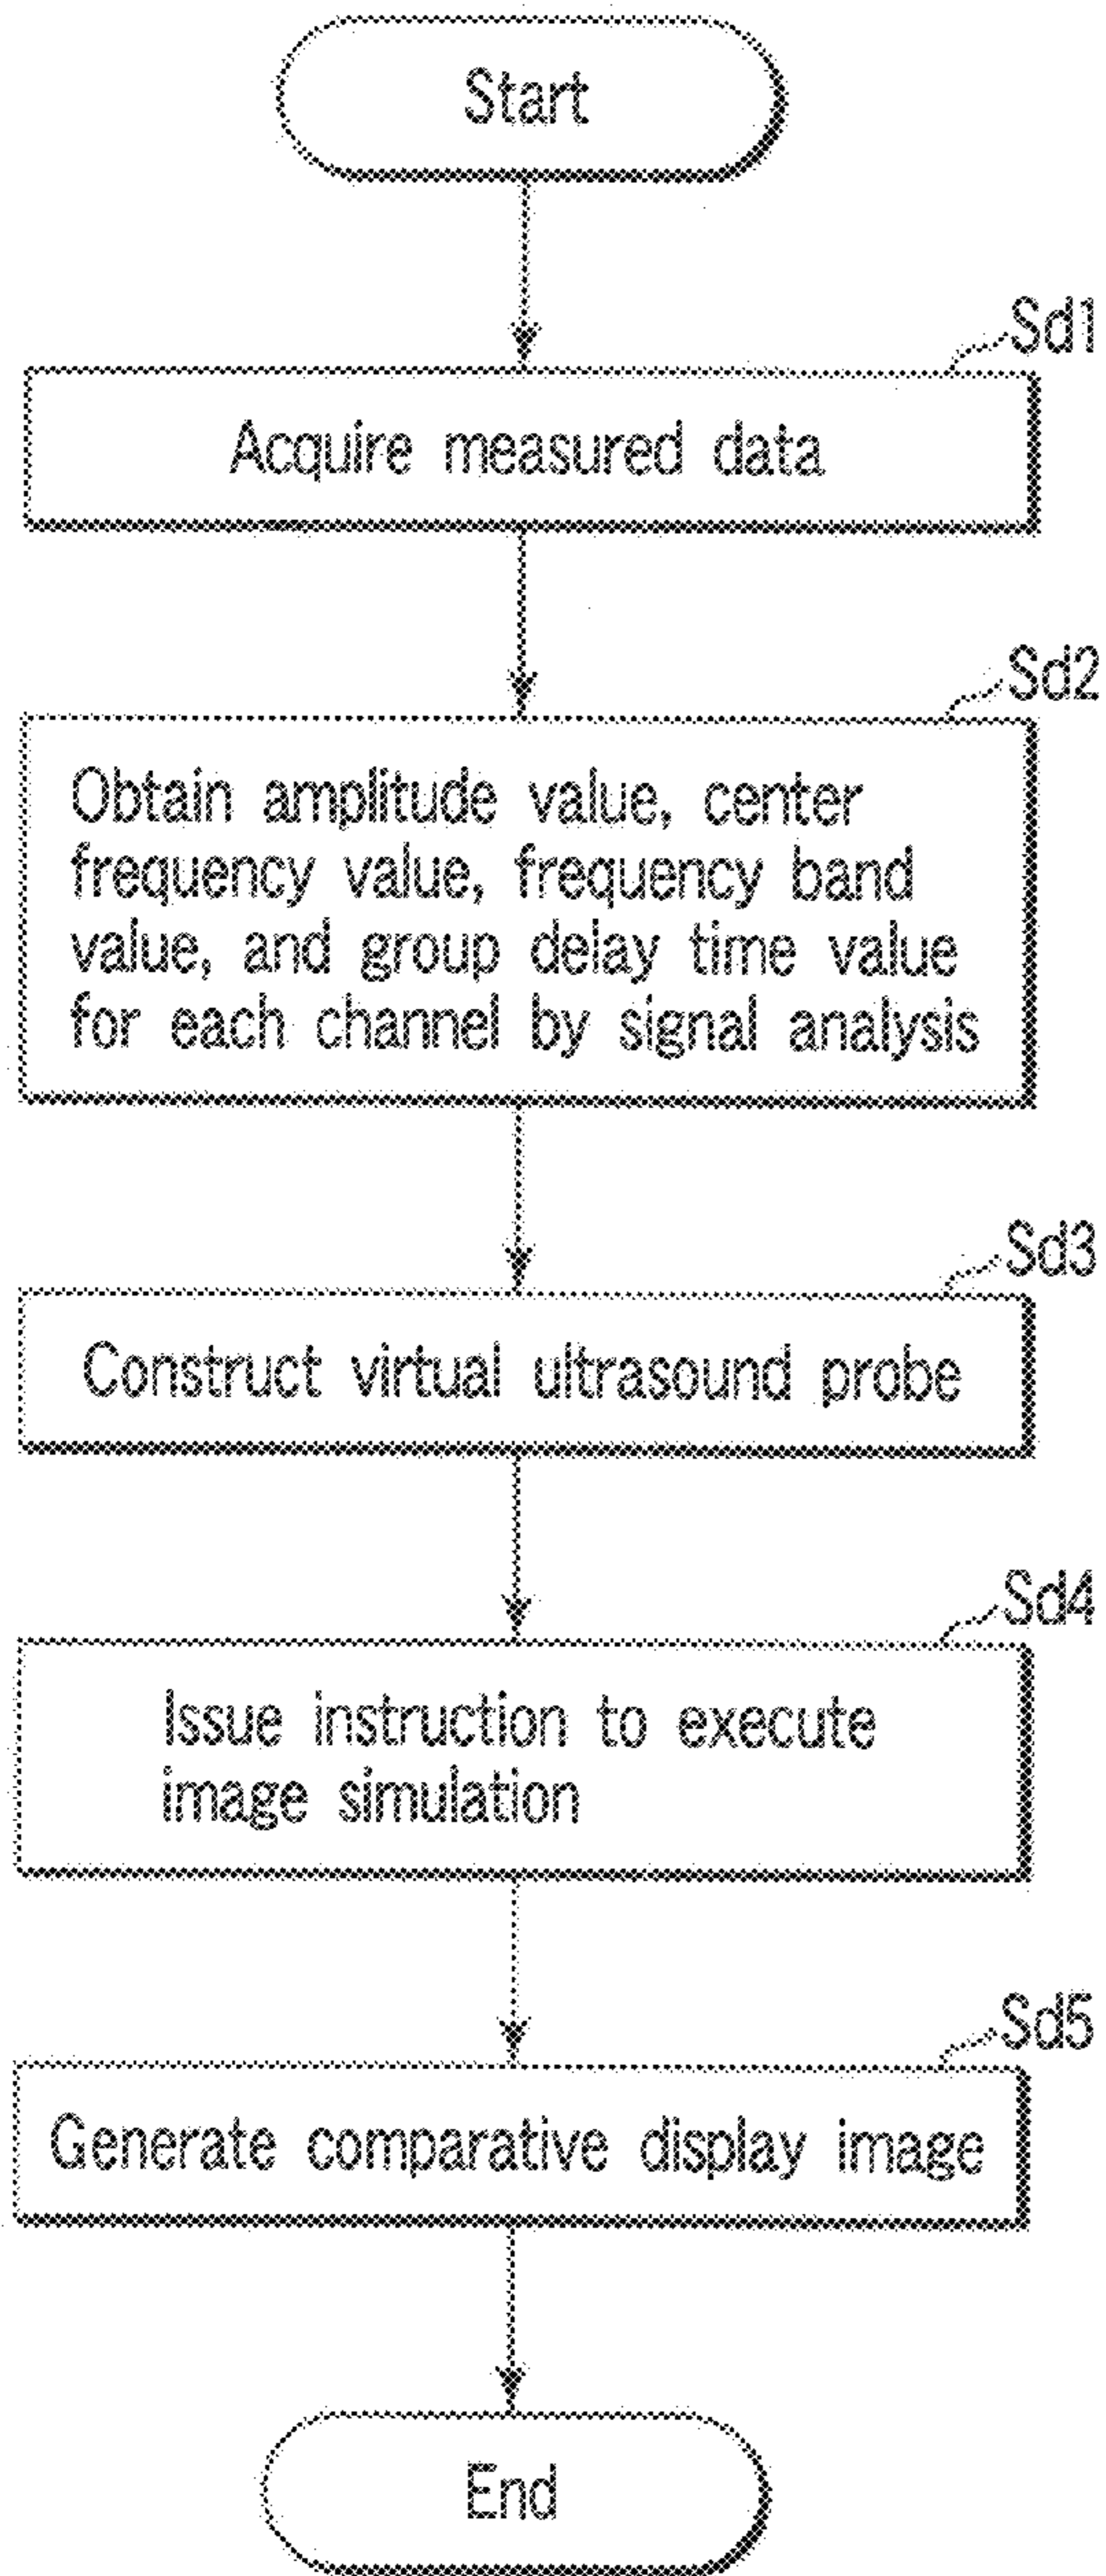 Start
Sd1
Acquire measured data
Sd2
Obtain amplitude value, center
frequency value, frequency band
value, and group delay time value
for each channel by signal analysis
Sd3
Construct virtual ultrasound probe
Sd4
Issue instruction to execute
image simulation
Sd5
Generate comparative display image
End